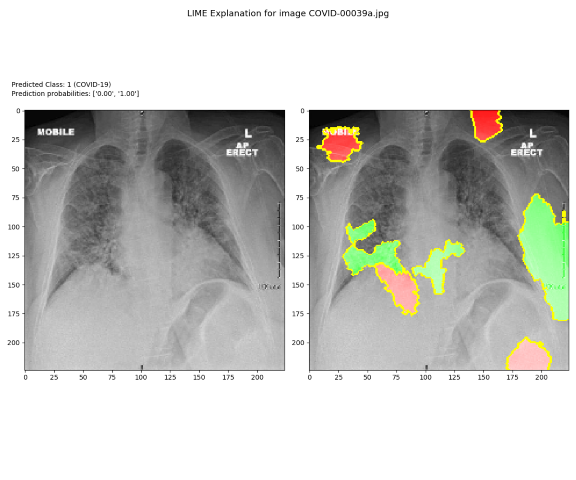 LIME Explanation for image COVID-00039a.jpg
Predicted Class: 1 (COVID-19)
Prediction probabilities: ['0.00', '1.00']
MOBILE
L
AP
ERECT
0
25
50
75
100
125
150
175
200
0 25 50 75 100 125 150 175 200
L
AP
ERECT
0
25
50
75
100
125
150
175
200
0 25 50 75 100 125 150 175 200